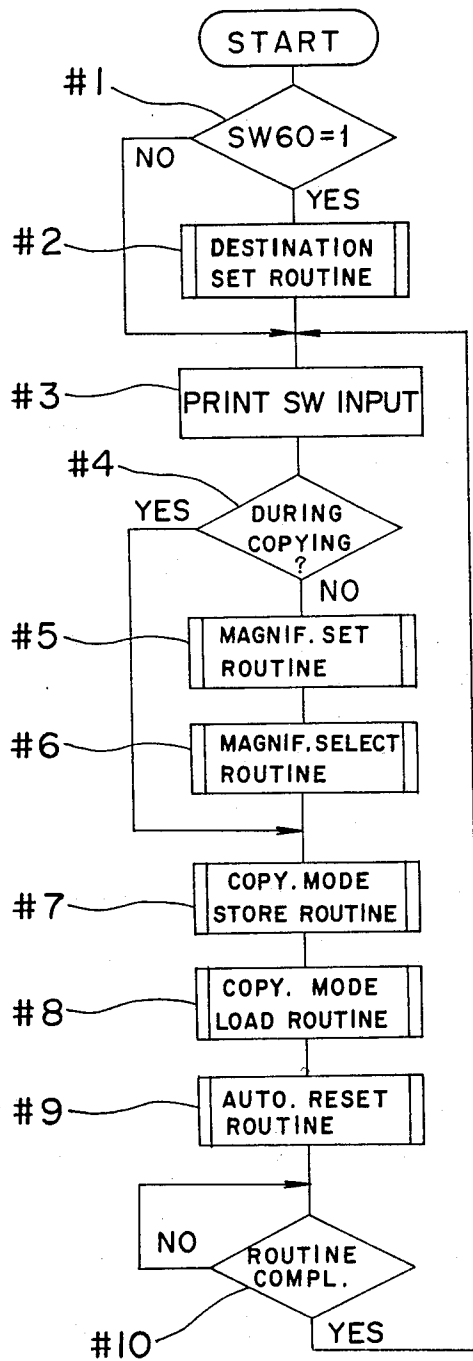 START
#1
SW60=1
NO
YES
#2
DESTINATION
SET ROUTINE
#3
PRINT SW INPUT
#4
YES
DURING
COPYING
?
NO
#5
MAGNIF. SET
ROUTINE
#6
MAGNIF. SELECT
ROUTINE
#7
COPY. MODE
STORE ROUTINE
#8
COPY. MODE
LOAD ROUTINE
#9
AUTO. RESET
ROUTINE
NO
ROUTINE
COMPL.
#10
YES